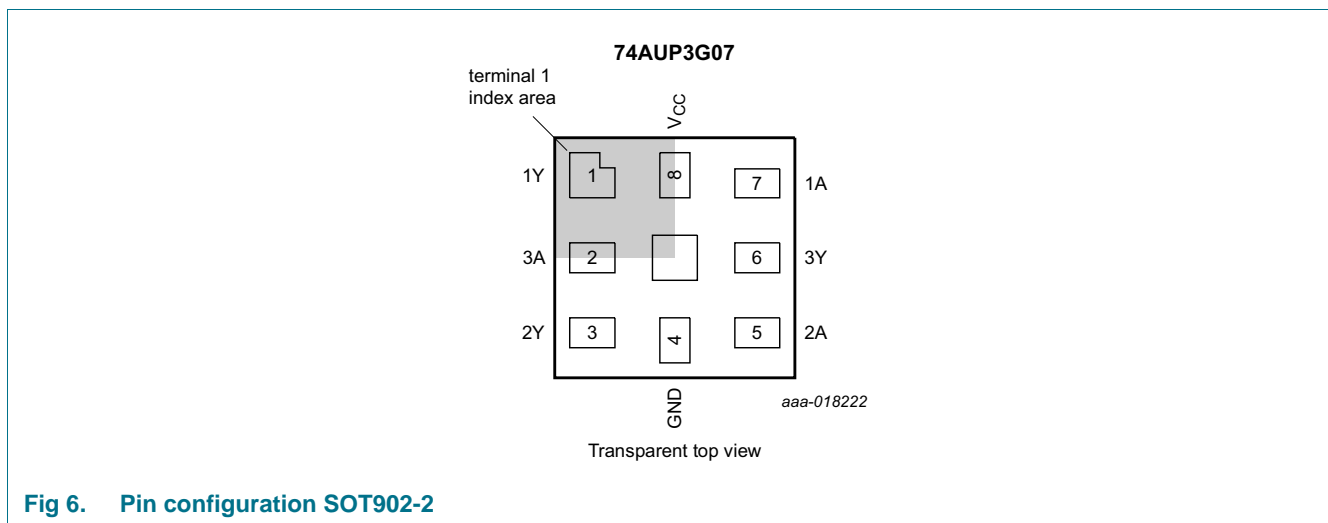 74AUP3G07
terminal 1
index area
VCC
1Y 1 8 7 1A
3A 2 6 3Y
2Y 3 4 5 2A
GND
aaa-018222
Transparent top view
Fig 6. Pin configuration SOT902-2